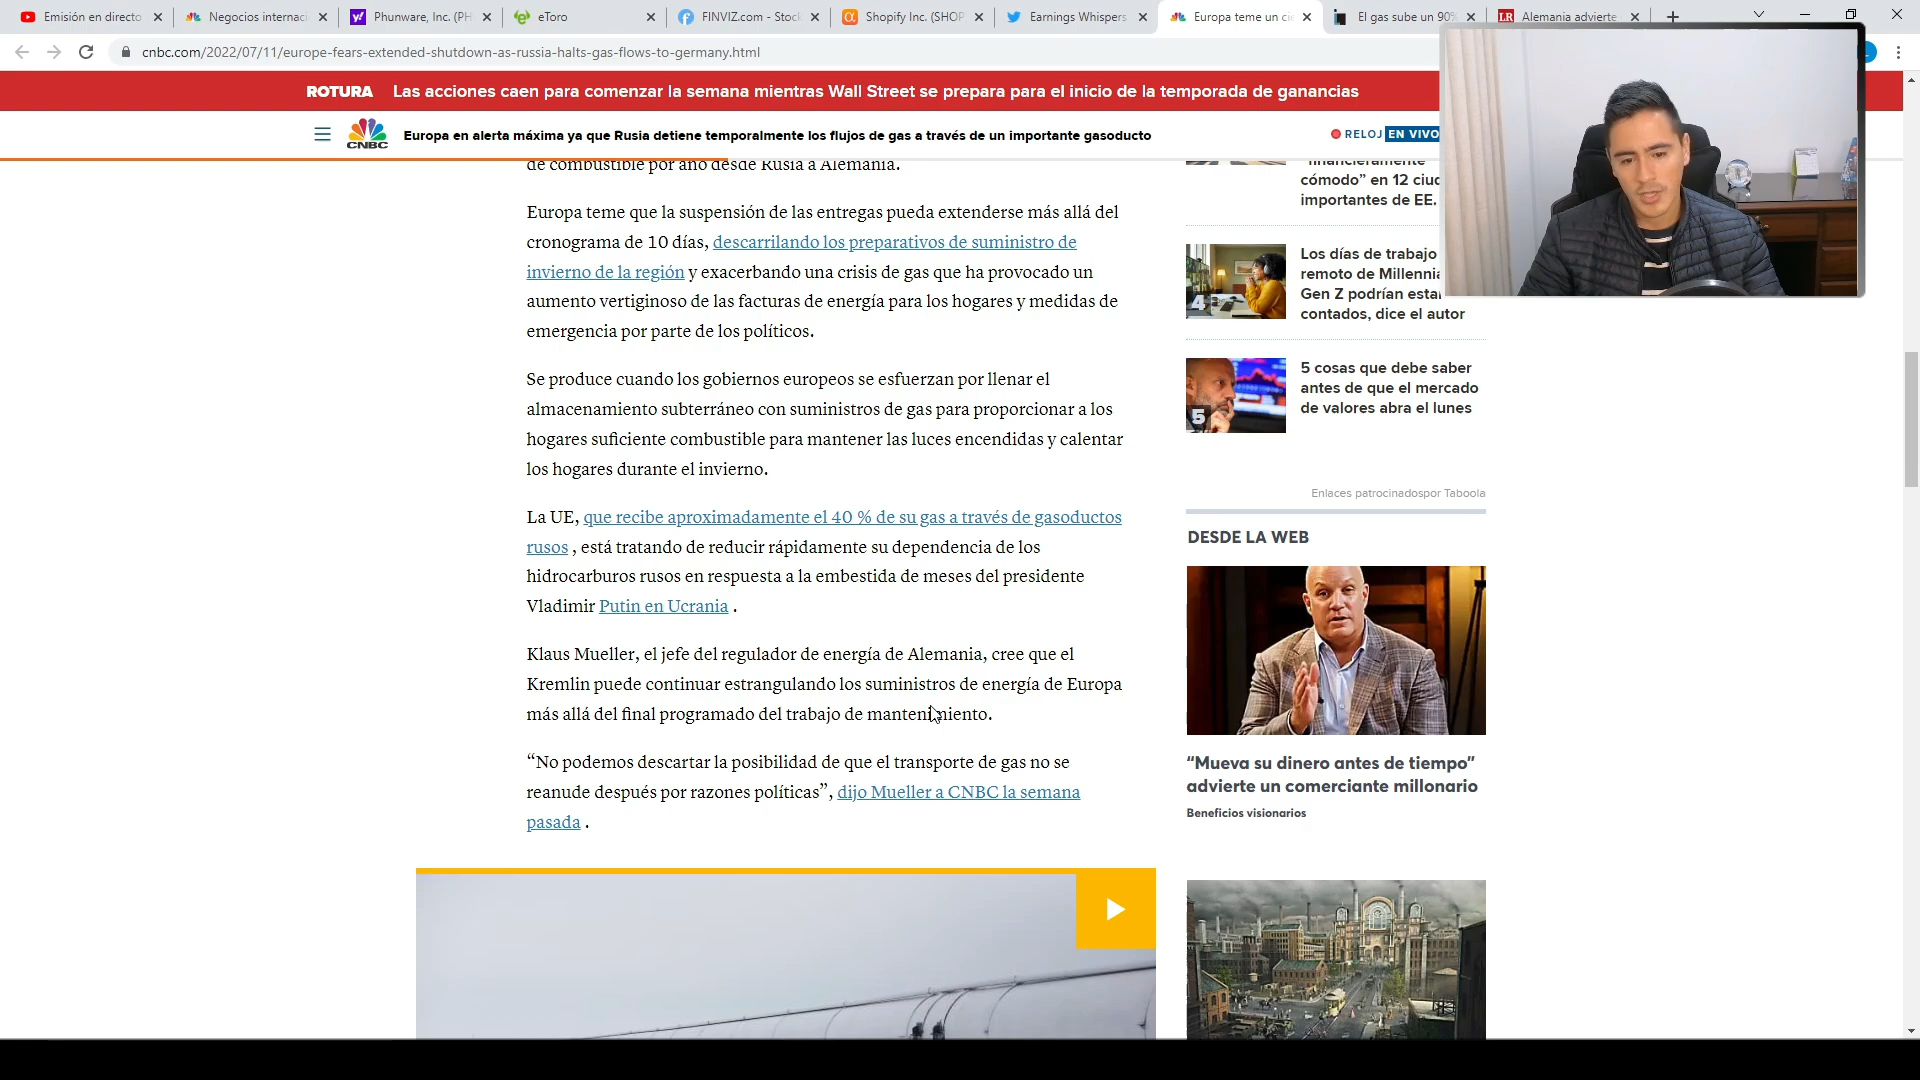 Emisión en directo
Negocios internaci
Phunware, Inc. (PH
eToro
FINVIZ.com - Stock
Shopify Inc. (SHOP
Earnings Whispers
Europa teme un ci
El gas sube un 90%
Alemania advierte
cnbc.com/2022/07/11/europe-fears-extended-shutdown-as-russia-halts-gas-flows-to-germany.html
ROTURA Las acciones caen para comenzar la semana mientras Wall Street se prepara para el inicio de la temporada de ganancias
CNBC
Europa en alerta máxima ya que Rusia detiene temporalmente los flujos de gas a través de un importante gasoducto
RELOJ EN VIVO
de combustible por año desde Rusia a Alemania.
Europa teme que la suspensión de las entregas pueda extenderse más allá del
cronograma de 10 días, descarrilando los preparativos de suministro de
invierno de la región y exacerbando una crisis de gas que ha provocado un
aumento vertiginoso de las facturas de energía para los hogares y medidas de
emergencia por parte de los políticos.
Se produce cuando los gobiernos europeos se esfuerzan por llenar el
almacenamiento subterráneo con suministros de gas para proporcionar a los
hogares suficiente combustible para mantener las luces encendidas y calentar
los hogares durante el invierno.
La UE, que recibe aproximadamente el 40 % de su gas a través de gasoductos
rusos , está tratando de reducir rápidamente su dependencia de los
hidrocarburos rusos en respuesta a la embestida de meses del presidente
Vladimir Putin en Ucrania .
Klaus Mueller, el jefe del regulador de energía de Alemania, cree que el
Kremlin puede continuar estrangulando los suministros de energía de Europa
más allá del final programado del trabajo de mantenimiento.
“No podemos descartar la posibilidad de que el transporte de gas no se
reanude después por razones políticas”, dijo Mueller a CNBC la semana
pasada .
"financieramente
cómodo” en 12 ciud
importantes de EE.
4
Los días de trabajo
remoto de Millennia
Gen Z podrían estar
contados, dice el autor
5
5 cosas que debe saber
antes de que el mercado
de valores abra el lunes
Enlaces patrocinadospor Taboola
DESDE LA WEB
“Mueva su dinero antes de tiempo”
advierte un comerciante millonario
Beneficios visionarios